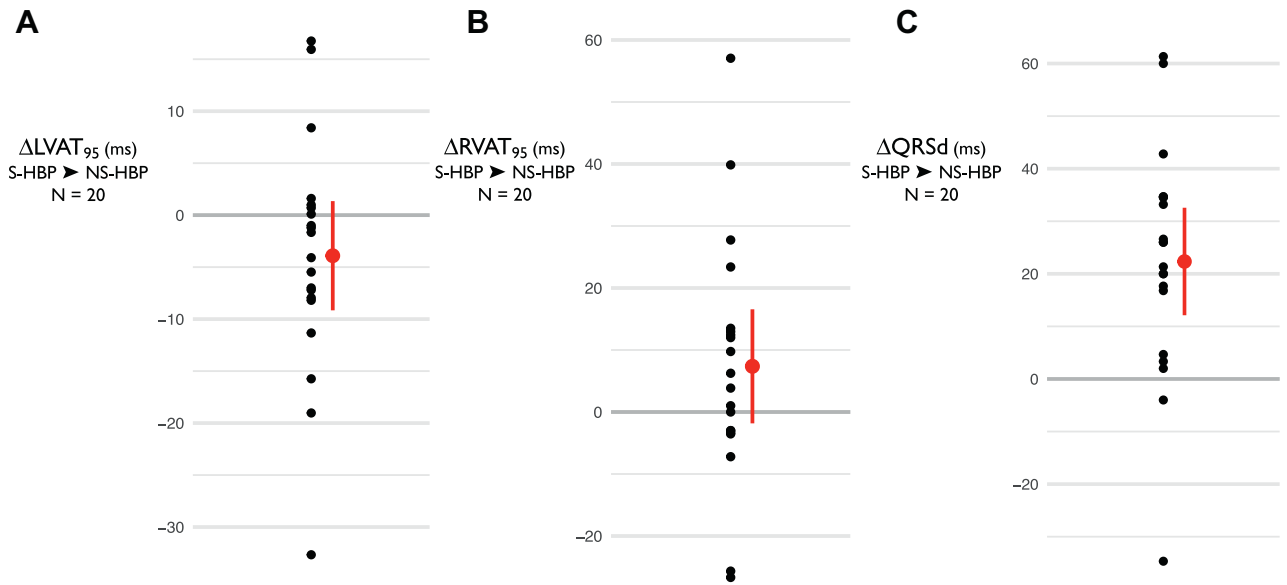 A
10
0
−10
−20
−30
ΔLVAT95 (ms)
S-HBP ➤ NS-HBP
N = 20
B
60
40
20
0
−20
ΔRVAT95 (ms)
S-HBP ➤ NS-HBP
N = 20
C
60
40
20
0
−20
ΔQRSd (ms)
S-HBP ➤ NS-HBP
N = 20